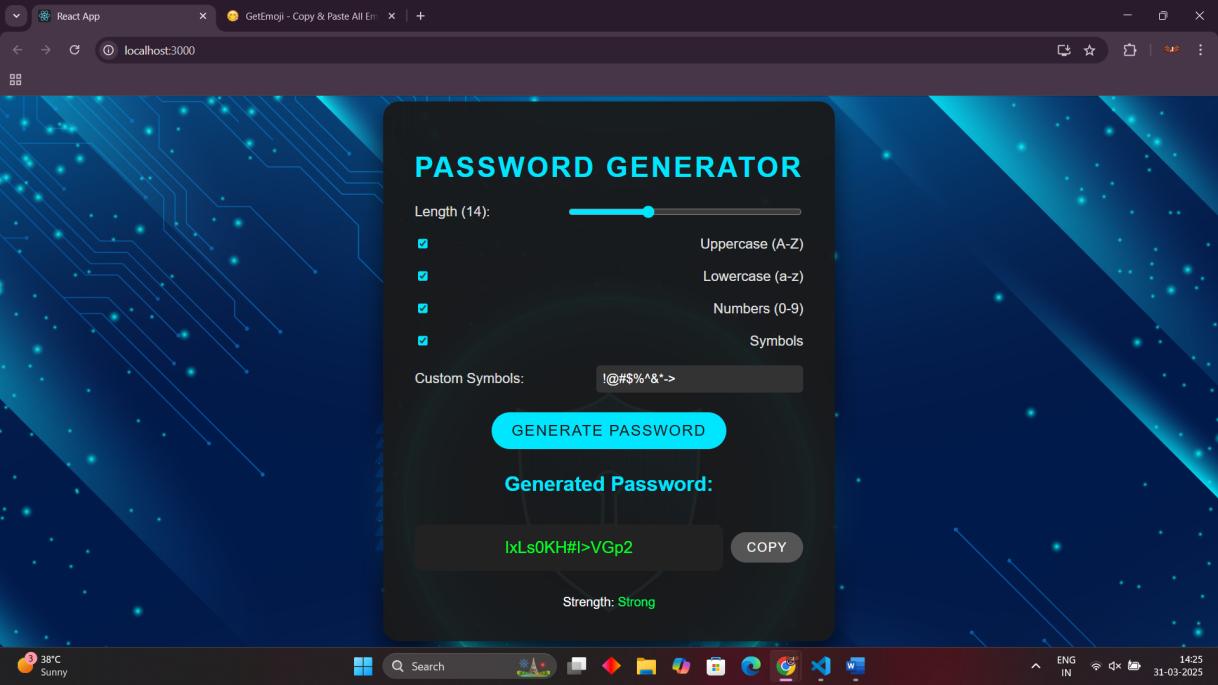 React App
GetEmoji - Copy & Paste All Em
localhost:3000
PASSWORD GENERATOR
Length (14):
Uppercase (A-Z)
Lowercase (a-z)
Numbers (0-9)
Symbols
Custom Symbols: !@#$%^&*->
GENERATE PASSWORD
Generated Password:
lxLs0KH#l>VGp2 COPY
Strength: Strong
3
38°C
Sunny
Search
ENG
IN
14:25
31-03-2025